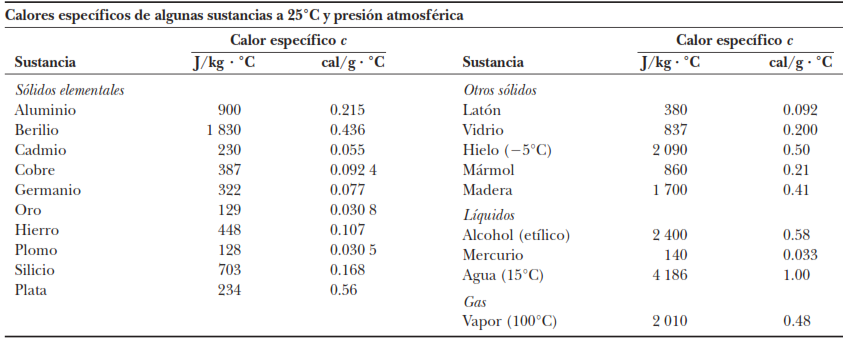 Calores específicos de algunas sustancias a 25°C y presión atmosférica
Calor específico c
Sustancia J/kg · °C cal/g · °C
Sólidos elementales
Aluminio 900 0.215
Berilio 1 830 0.436
Cadmio 230 0.055
Cobre 387 0.092 4
Germanio 322 0.077
Oro 129 0.030 8
Hierro 448 0.107
Plomo 128 0.030 5
Silicio 703 0.168
Plata 234 0.56
Calor específico c
Sustancia J/kg · °C cal/g · °C
Otros sólidos
Latón 380 0.092
Vidrio 837 0.200
Hielo (−5°C) 2 090 0.50
Mármol 860 0.21
Madera 1 700 0.41
Líquidos
Alcohol (etílico) 2 400 0.58
Mercurio 140 0.033
Agua (15°C) 4 186 1.00
Gas
Vapor (100°C) 2 010 0.48